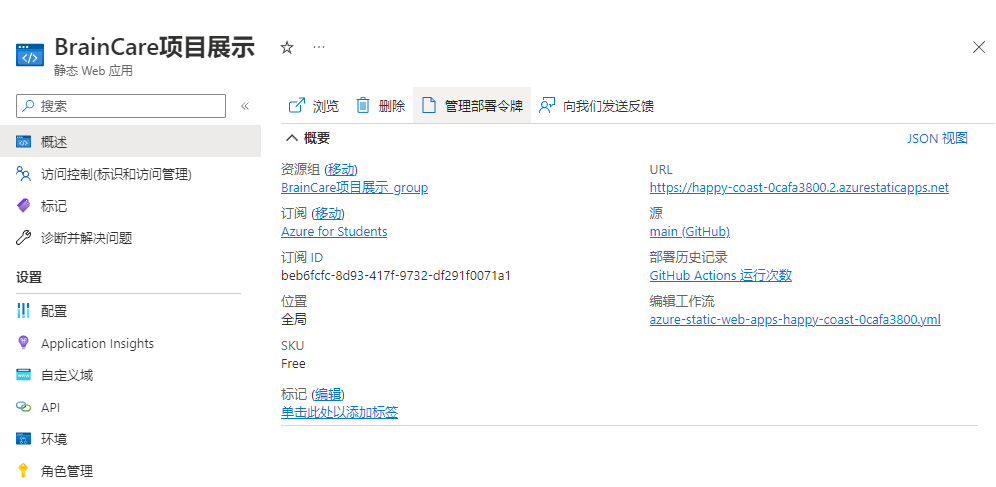 BrainCare项目展示
静态 Web 应用
搜索
概述
访问控制(标识和访问管理)
标记
诊断并解决问题
设置
配置
Application Insights
自定义域
API
环境
角色管理
浏览
删除
管理部署令牌
向我们发送反馈
概要
JSON 视图
资源组 (移动)
BrainCare项目展示_group
订阅 (移动)
Azure for Students
订阅 ID
beb6fcfc-8d93-417f-9732-df291f0071a1
位置
全局
SKU
Free
标记 (编辑)
单击此处以添加标签
URL
https://happy-coast-0cafa3800.2.azurestaticapps.net
源
main (GitHub)
部署历史记录
GitHub Actions 运行次数
编辑工作流
azure-static-web-apps-happy-coast-0cafa3800.yml